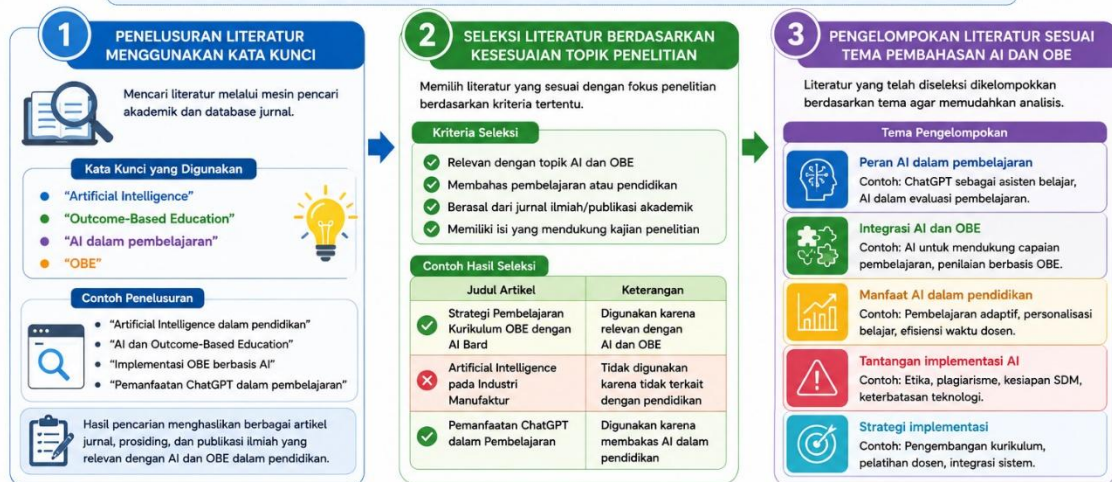 1
PENELUSURAN LITERATUR
MENGGUNAKAN KATA KUNCI
Mencari literatur melalui mesin pencari
akademik dan database jurnal.
Kata Kunci yang Digunakan
• "Artificial Intelligence"
• "Outcome-Based Education"
• "AI dalam pembelajaran"
• "OBE"
Contoh Penelusuran
• "Artificial Intelligence dalam pendidikan"
• "AI dan Outcome-Based Education"
• "Implementasi OBE berbasis AI"
• "Pemanfaatan ChatGPT dalam pembelajaran"
Hasil pencarian menghaslikan berbagai artikel
jurnal, prosiding, dan publikasi ilmiah yang
relevan dengan AI dan OBE dalam pendidikan.
2
SELEKSI LITERATUR BERDASARKAN
KESESUAIAN TOPIK PENELITIAN
Memilih literatur yang sesuai dengan fokus penelitian
berdasarkan kriteria tertentu.
Kriteria Seleksi
Relevan dengan topik AI dan OBE
Membahas pembelajaran atau pendidikan
Berasal dari jurnal ilmiah/publikasi akademik
Memiliki isi yang mendukung kajian penelitian
Contoh Hasil Seleksi
Judul Artikel
Keterangan
Strategi Pembelajaran
Kurikulum OBE dengan
AI Bard
Digunakan karena
relevan dengan
AI dan OBE
Artificial Intelligence
pada Industri
Manufaktur
Tidak digunakan
karena tidak terkait
dengan pendidikan
Pemanfaatan ChatGPT
dalam Pembelajaran
Digunakan karena
membakas AI dalam
pendidikan
3
PENGELOMPOKAN LITERATUR SESUAI
TEMA PEMBAHASAN AI DAN OBE
Literatur yang telah diseleksi dikelompokkan
berdasarkan tema agar memudahkan analisis.
Tema Pengelompokan
Peran AI dalam pembelajaran
Contoh: ChatGPT sebagai asisten belajar,
AI dalam evaluasi pembelajaran.
Integrasi AI dan OBE
Contoh: AI untuk mendukung capaian
pembelajaran, penilaian berbasis OBE.
Manfaat AI dalam pendidikan
Contoh: Pembelajaran adaptif, personalisasi
belajar, efisiensi waktu dosen.
Tantangan implementasi AI
Contoh: Etika, plagiarisme, kesiapan SDM,
keterbatasan teknologi.
Strategi implementasi
Contoh: Pengembangan kurikulum,
pelatihan dosen, integrasi sistem.